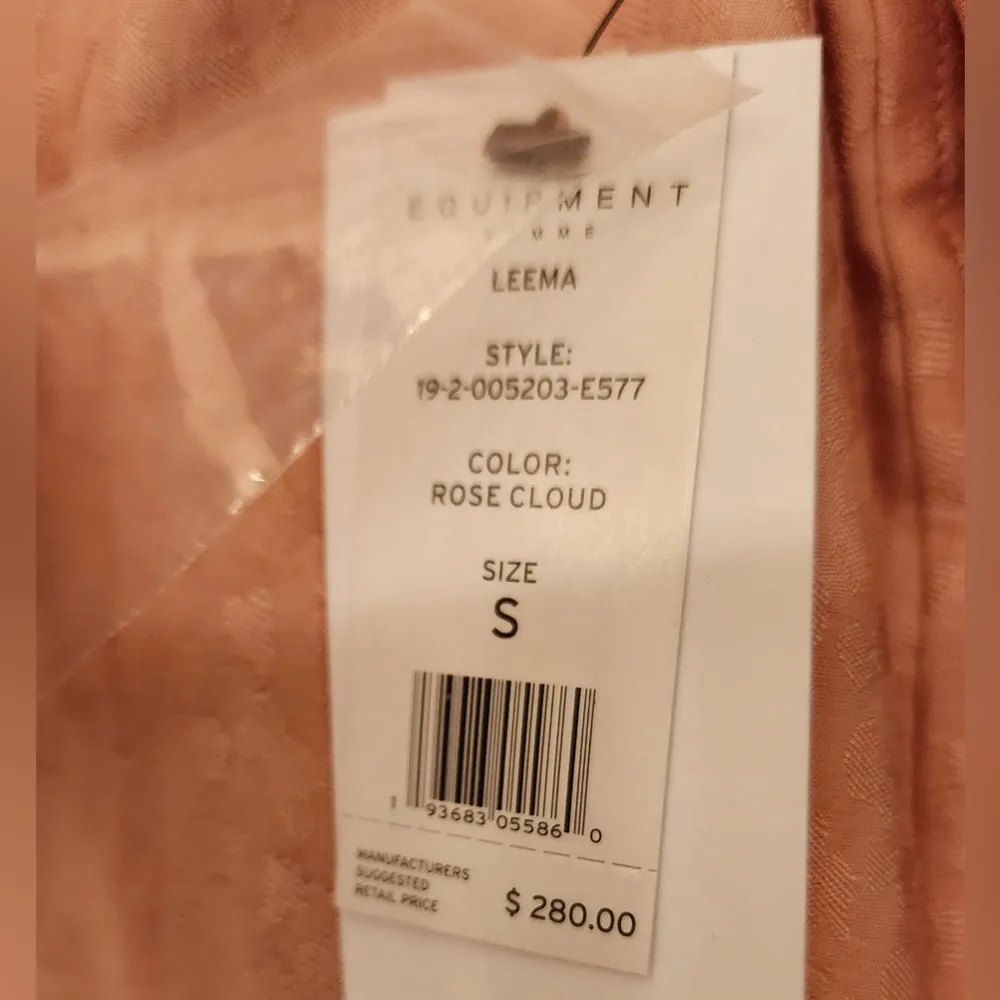 EQUIPMENT
FEMME
LEEMA
STYLE:
19-2-005203-E577
COLOR:
ROSE CLOUD
SIZE
S
1 93683 05586 0
MANUFACTURERS
SUGGESTED
RETAIL PRICE
$ 280.00